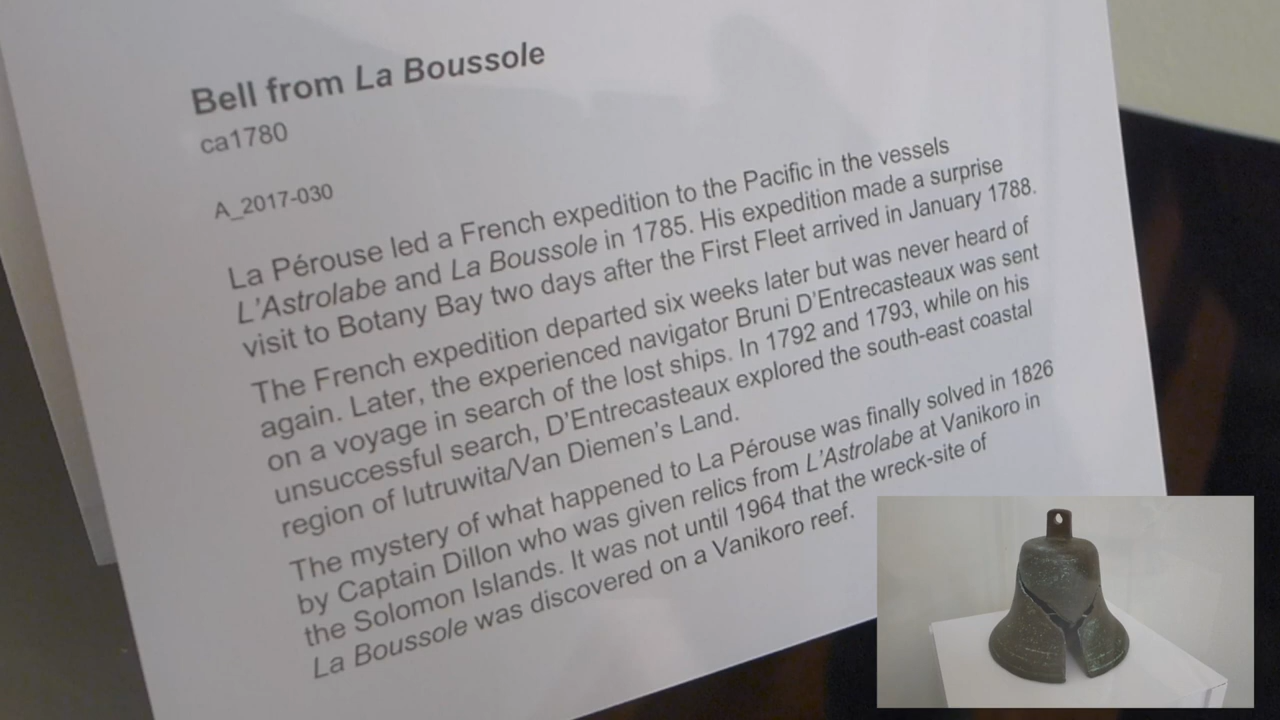 Bell from La Boussole
ca1780
A_2017-030
La Pérouse led a French expedition to the Pacific in the vessels
L'Astrolabe and La Boussole in 1785. His expedition made a surprise
visit to Botany Bay two days after the First Fleet arrived in January 1788.
The French expedition departed six weeks later but was never heard of
again. Later, the experienced navigator Bruni D'Entrecasteaux was sent
on a voyage in search of the lost ships. In 1792 and 1793, while on his
unsuccessful search, D'Entrecasteaux explored the south-east coastal
region of lutruwita/Van Diemen's Land.
The mystery of what happened to La Pérouse was finally solved in 1826
by Captain Dillon who was given relics from L'Astrolabe at Vanikoro in
the Solomon Islands. It was not until 1964 that the wreck-site of
La Boussole was discovered on a Vanikoro reef.